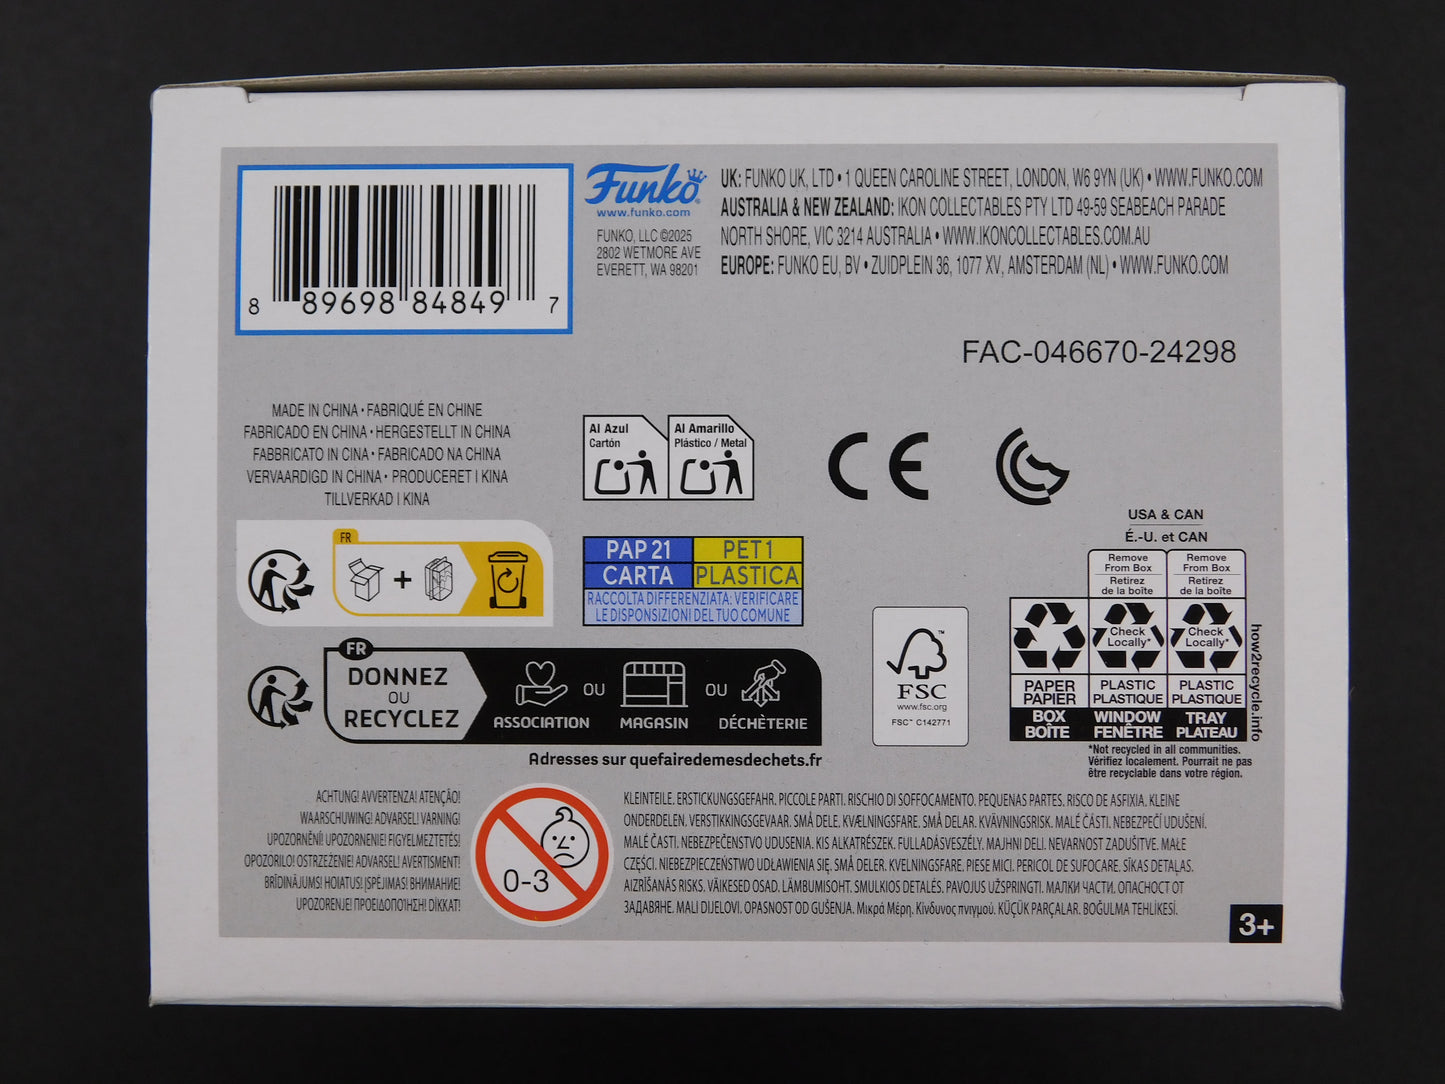 8 89698 84849 7
Funko
www.funko.com
FUNKO, LLC ©2025
2802 WETMORE AVE
EVERETT, WA 98201
UK: FUNKO UK, LTD • 1 QUEEN CAROLINE STREET, LONDON, W6 9YN (UK) • WWW.FUNKO.COM
AUSTRALIA & NEW ZEALAND: IKON COLLECTABLES PTY LTD 49-59 SEABEACH PARADE
NORTH SHORE, VIC 3214 AUSTRALIA • WWW.IKONCOLLECTABLES.COM.AU
EUROPE: FUNKO EU, BV • ZUIDPLEIN 36, 1077 XV, AMSTERDAM (NL) • WWW.FUNKO.COM
FAC-046670-24298
MADE IN CHINA • FABRIQUÉ EN CHINE
FABRICADO EN CHINA • HERGESTELLT IN CHINA
FABBRICATO IN CINA • FABRICADO NA CHINA
VERVAARDIGD IN CHINA • PRODUCERET I KINA
TILLVERKAD I KINA
Al Azul
Cartón
Al Amarillo
Plástico / Metal
CE
FR
+
PAP 21
PET 1
CARTA
PLASTICA
RACCOLTA DIFFERENZIATA: VERIFICARE
LE DISPONSIZIONI DEL TUO COMUNE
FR
DONNEZ
OU
RECYCLEZ
ASSOCIATION
OU
MAGASIN
OU
DÉCHÈTERIE
Adresses sur quefairedemesdechets.fr
FSC
www.fsc.org
FSC™ C142771
USA & CAN
É.-U. et CAN
Remove
From Box
Retirez
de la boîte
Remove
From Box
Retirez
de la boîte
Check
Locally*
Check
Locally*
PAPER
PAPIER
PLASTIC
PLASTIQUE
PLASTIC
PLASTIQUE
BOX
BOÎTE
WINDOW
FENÊTRE
TRAY
PLATEAU
how2recycle.info
*Not recycled in all communities.
Vérifiez localement. Pourrait ne pas
être recyclable dans votre région.
ACHTUNG! AVVERTENZA! ATENÇÃO!
WAARSCHUWING! ADVARSEL! VARNING!
UPOZORNĚNÍ! UPOZORNENIE! FIGYELMEZTETÉS!
OPOZORILO! OSTRZEŻENIE! ADVARSEL! AVERTISMENT!
BRĪDINĀJUMS! HOIATUS! ĮSPĖJIMAS! ВНИМАНИЕ!
UPOZORENJE! ΠΡΟΕΙΔΟΠΟΊΗΣΗ! DİKKAT!
0-3
KLEINTEILE. ERSTICKUNGSGEFAHR. PICCOLE PARTI. RISCHIO DI SOFFOCAMENTO. PEQUENAS PARTES. RISCO DE ASFIXIA. KLEINE
ONDERDELEN. VERSTIKKINGSGEVAAR. SMÅ DELE. KVÆLNINGSFARE. SMÅ DELAR. KVÄVNINGSRISK. MALÉ ČÁSTI. NEBEZPEČÍ UDUŠENÍ.
MALÉ ČASTI. NEBEZPEČENSTVO UDUSENIA. KIS ALKATRÉSZEK. FULLADÁSVESZÉLY. MAJHNI DELI. NEVARNOST ZADUŠITVE. MAŁE
CZĘŚCI. NIEBEZPIECZEŃSTWO UDŁAWIENIA SIĘ. SMÅ DELER. KVELNINGSFARE. PIESE MICI. PERICOL DE SUFOCARE. SĪKAS DETAĻAS.
AIZRĪŠANĀS RISKS. VÄIKESED OSAD. LÄMBUMISOHT. SMULKIOS DETALĖS. PAVOJUS UŽSPRINGTI. МАЛКИ ЧАСТИ. ОПАСНОСТ ОТ
ЗАДАВЯНЕ. MALI DIJELOVI. OPASNOST OD GUŠENJA. Μικρά Μέρη. Κίνδυνος πνιγμού. KÜÇÜK PARÇALAR. BOĞULMA TEHLİKESİ.
3+